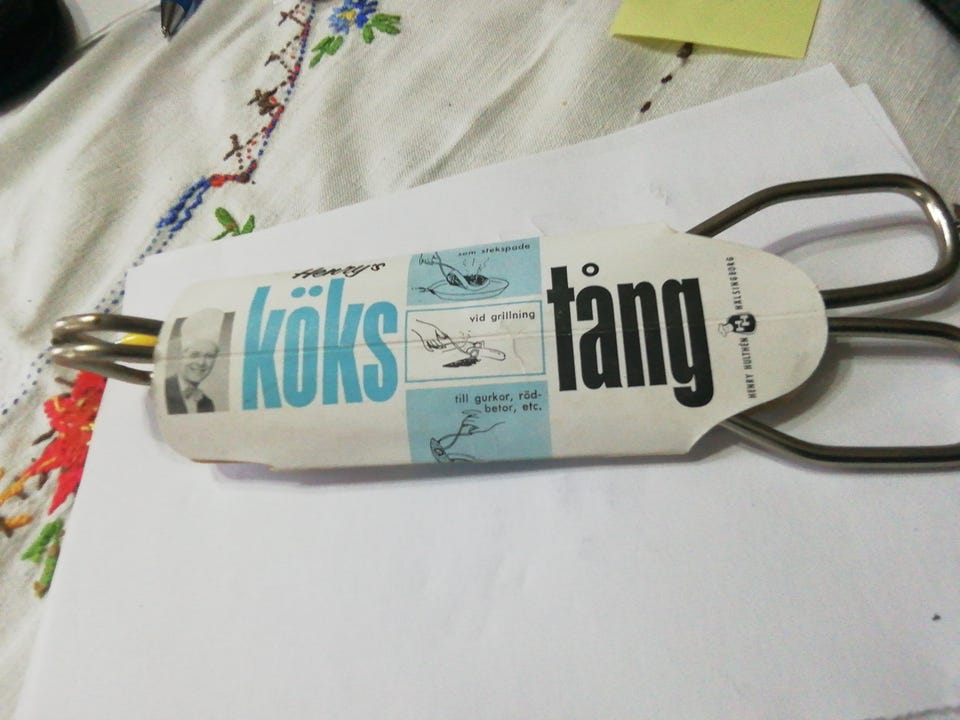 Henry's
köks
som stekspade
vid grillning
till gurkor, röd-
betor, etc.
tång
HENRY HULTHÉN HÄLSINGBORG